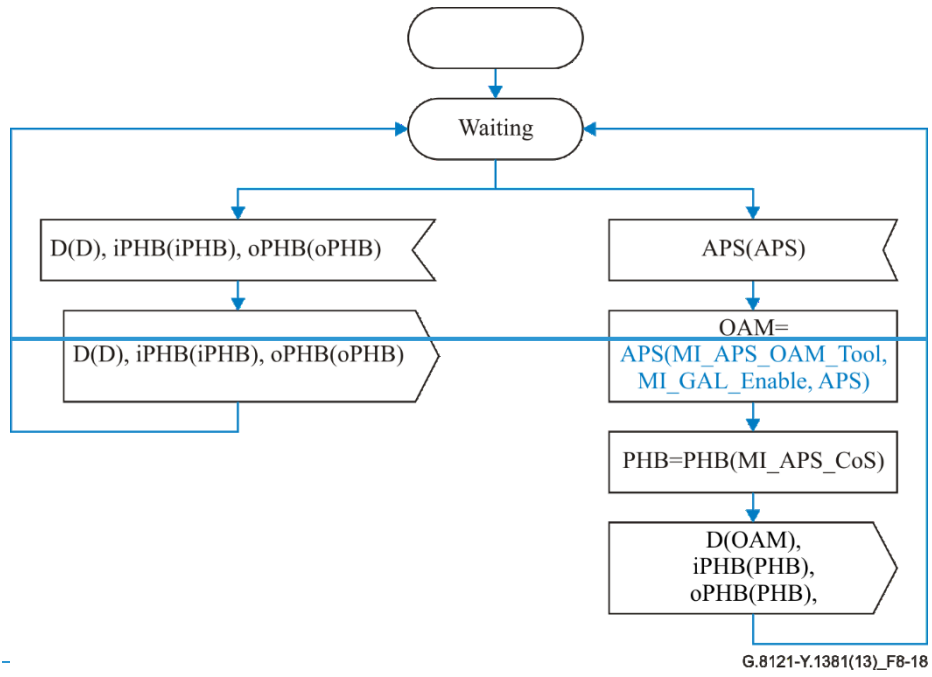 Waiting
D(D), iPHB(iPHB), oPHB(oPHB)
D(D), iPHB(iPHB), oPHB(oPHB)
APS(APS)
OAM=
APS(MI_APS_OAM_Tool,
MI_GAL_Enable, APS)
PHB=PHB(MI_APS_CoS)
D(OAM),
iPHB(PHB),
oPHB(PHB),
G.8121-Y.1381(13)_F8-18